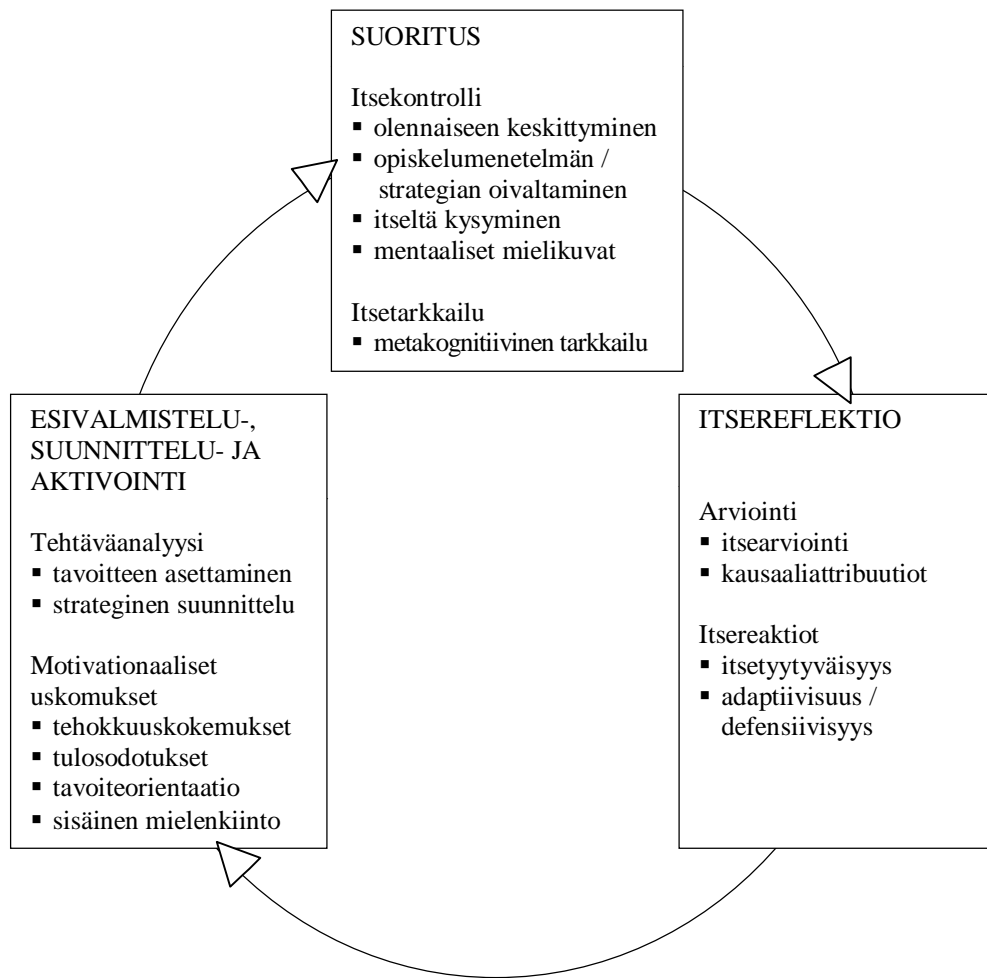 SUORITUS
Itsekontrolli
▪ olennaiseen keskittyminen
▪ opiskelumenetelmän /
strategian oivaltaminen
▪ itseltä kysyminen
▪ mentaaliset mielikuvat
Itsetarkkailu
▪ metakognitiivinen tarkkailu
ESIVALMISTELU-,
SUUNNITTELU- JA
AKTIVOINTI
Tehtäväanalyysi
▪ tavoitteen asettaminen
▪ strateginen suunnittelu
Motivationaaliset
uskomukset
▪ tehokkuuskokemukset
▪ tulosodotukset
▪ tavoiteorientaatio
▪ sisäinen mielenkiinto
ITSEREFLEKTIO
Arviointi
▪ itsearviointi
▪ kausaaliattribuutiot
Itsereaktiot
▪ itsetyytyväisyys
▪ adaptiivisuus /
defensiivisyys